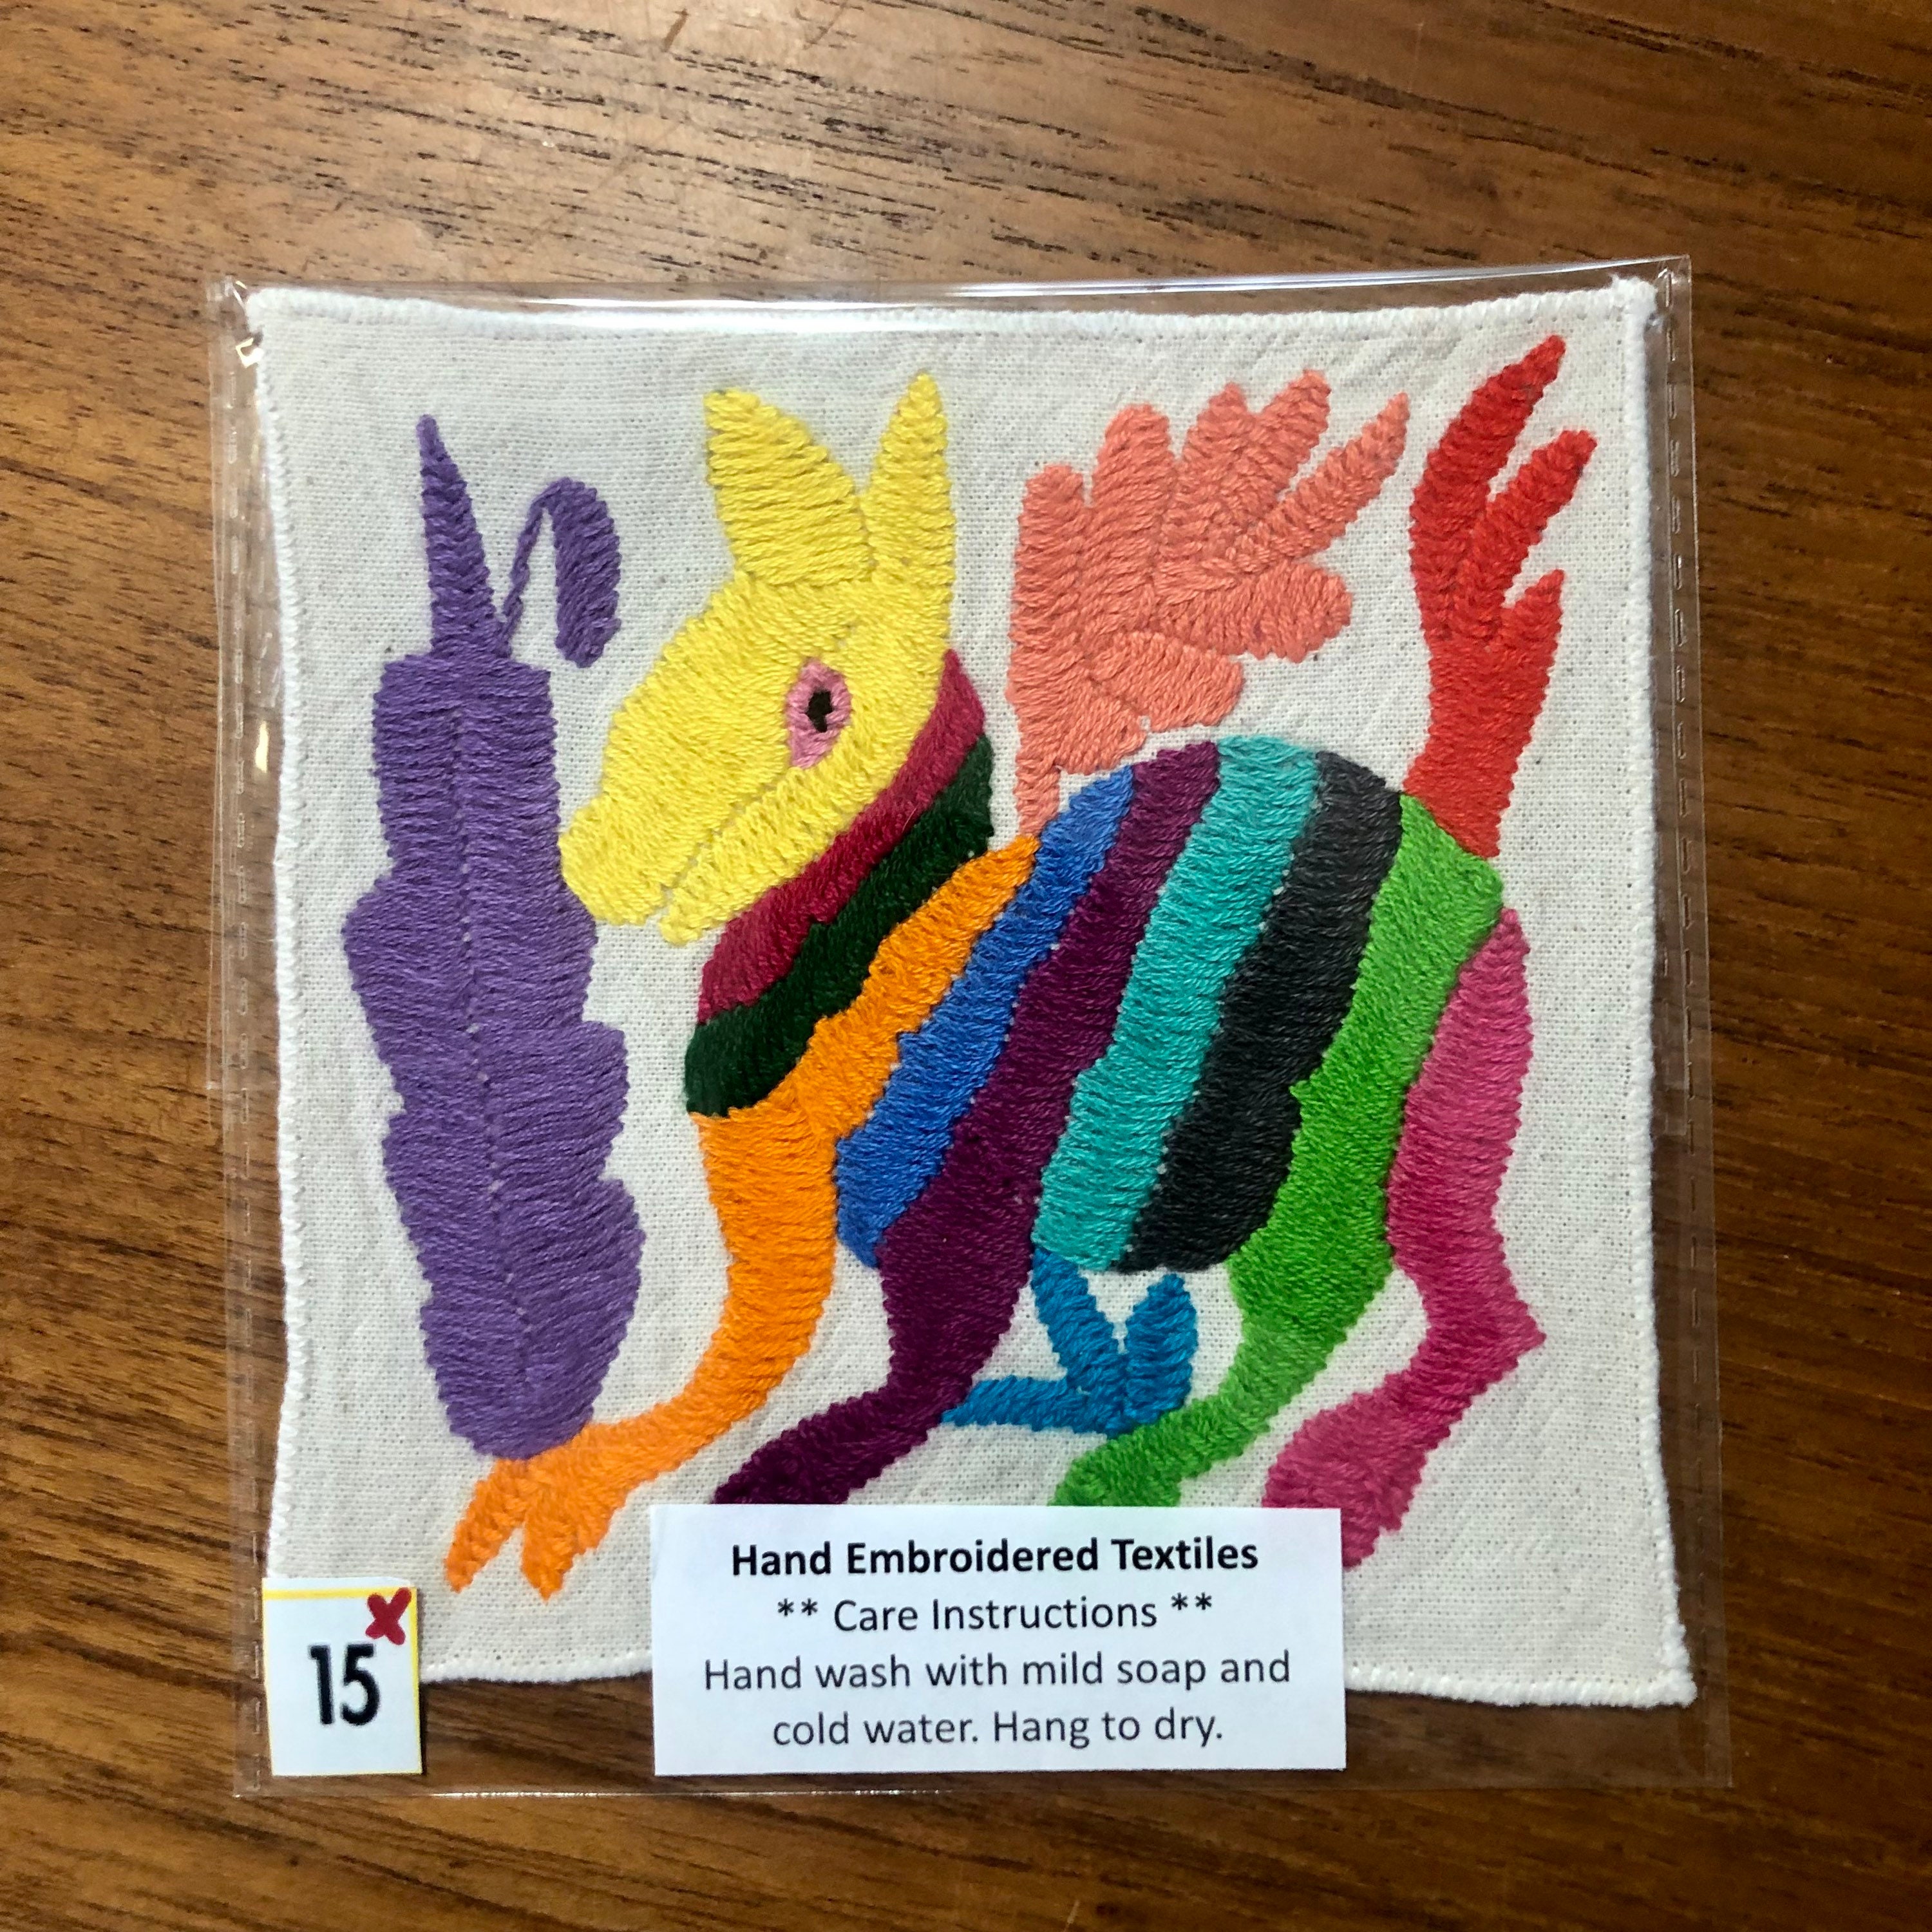 Hand Embroidered Textiles
** Care Instructions **
Hand wash with mild soap and
cold water. Hang to dry.
15
x